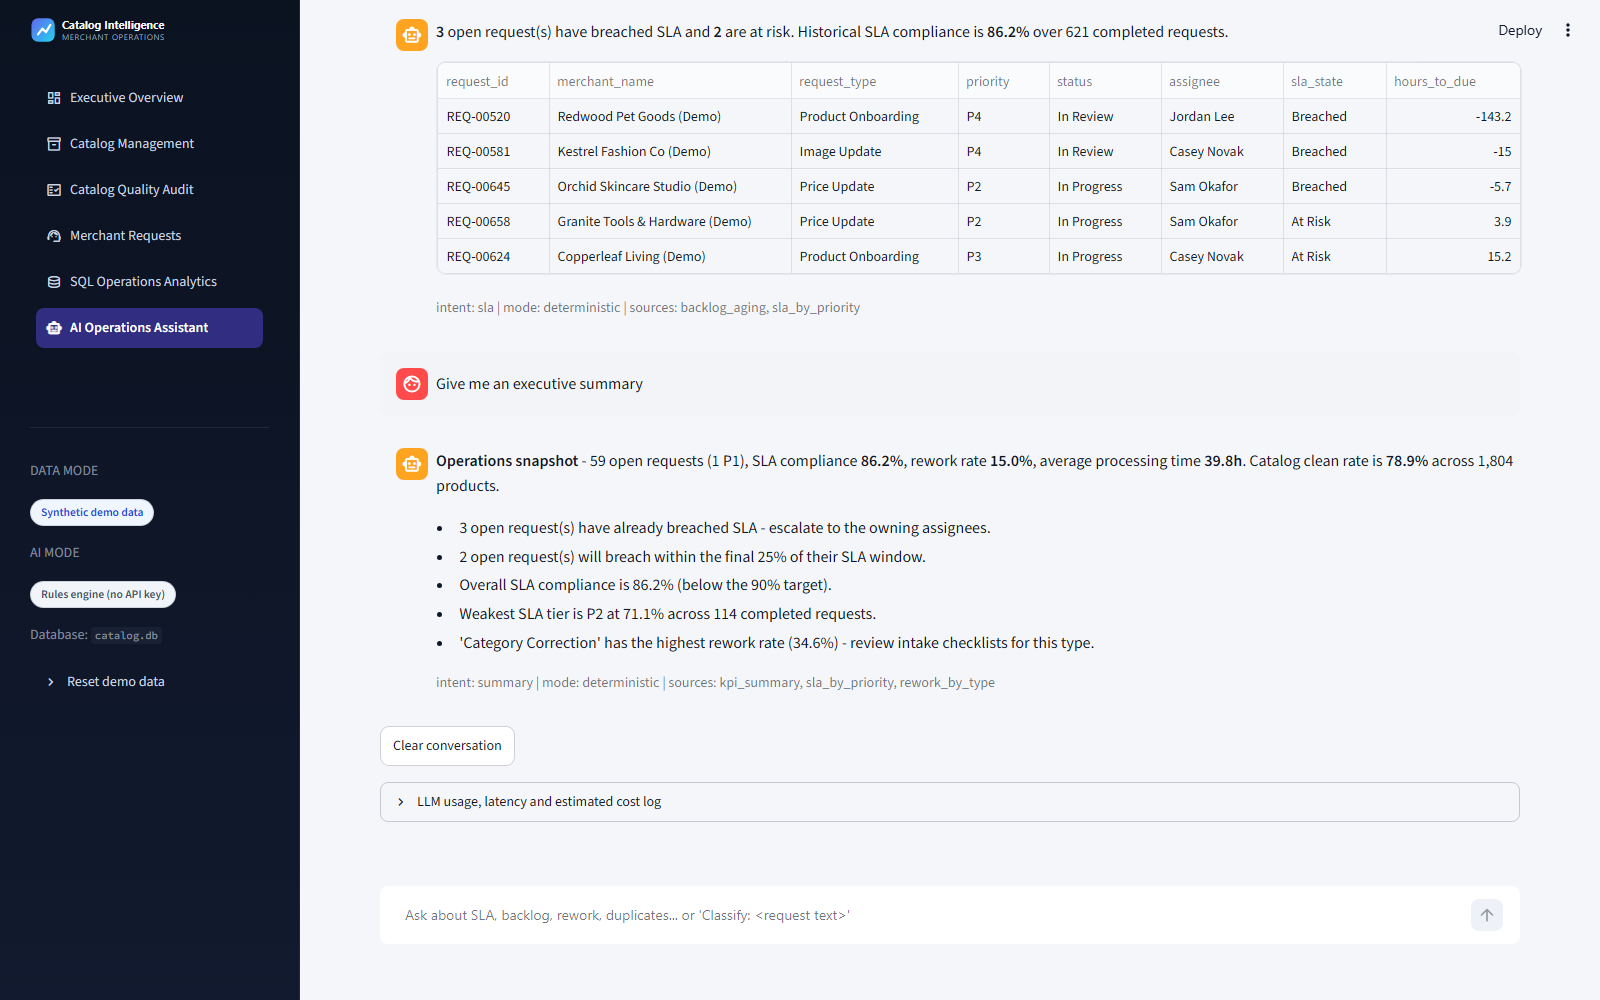 Catalog Intelligence
MERCHANT OPERATIONS
Executive Overview
Catalog Management
Catalog Quality Audit
Merchant Requests
SQL Operations Analytics
AI Operations Assistant
DATA MODE
Synthetic demo data
AI MODE
Rules engine (no API key)
Database: catalog.db
Reset demo data
Deploy
3 open request(s) have breached SLA and 2 are at risk. Historical SLA compliance is 86.2% over 621 completed requests.
request_id merchant_name request_type priority status assignee sla_state hours_to_due
REQ-00520 Redwood Pet Goods (Demo) Product Onboarding P4 In Review Jordan Lee Breached -143.2
REQ-00581 Kestrel Fashion Co (Demo) Image Update P4 In Review Casey Novak Breached -15
REQ-00645 Orchid Skincare Studio (Demo) Price Update P2 In Progress Sam Okafor Breached -5.7
REQ-00658 Granite Tools & Hardware (Demo) Price Update P2 In Progress Sam Okafor At Risk 3.9
REQ-00624 Copperleaf Living (Demo) Product Onboarding P3 In Progress Casey Novak At Risk 15.2
intent: sla | mode: deterministic | sources: backlog_aging, sla_by_priority
Give me an executive summary
Operations snapshot - 59 open requests (1 P1), SLA compliance 86.2%, rework rate 15.0%, average processing time 39.8h. Catalog clean rate is 78.9% across 1,804
products.
• 3 open request(s) have already breached SLA - escalate to the owning assignees.
• 2 open request(s) will breach within the final 25% of their SLA window.
• Overall SLA compliance is 86.2% (below the 90% target).
• Weakest SLA tier is P2 at 71.1% across 114 completed requests.
• 'Category Correction' has the highest rework rate (34.6%) - review intake checklists for this type.
intent: summary | mode: deterministic | sources: kpi_summary, sla_by_priority, rework_by_type
Clear conversation
LLM usage, latency and estimated cost log
Ask about SLA, backlog, rework, duplicates... or 'Classify: <request text>'